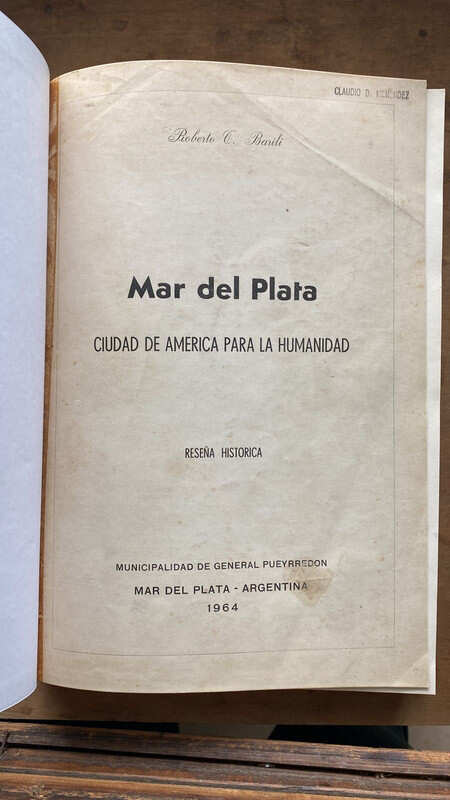 CLAUDIO D. MENENDEZ
Roberto T. Barili
Mar del Plata
CIUDAD DE AMERICA PARA LA HUMANIDAD
RESEÑA HISTORICA
MUNICIPALIDAD DE GENERAL PUEYRREDON
MAR DEL PLATA - ARGENTINA
1964